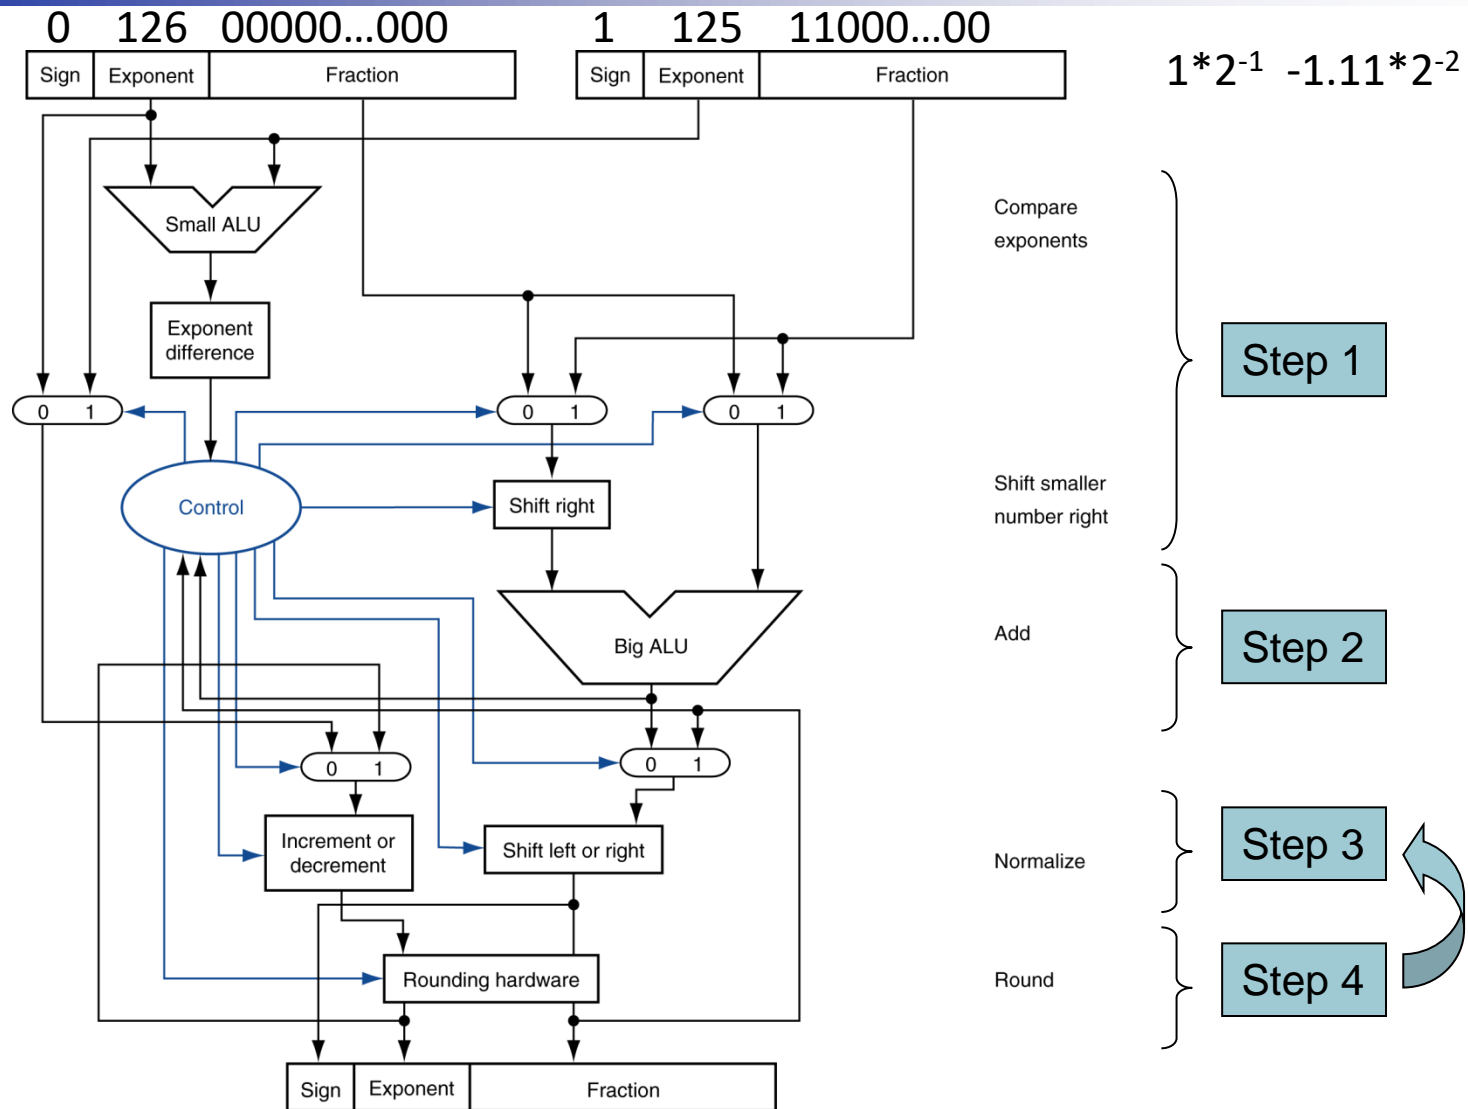 0 126 00000...000 1 125 11000...00
1*2^-1 -1.11*2^-2
Sign Exponent Fraction Sign Exponent Fraction
Small ALU
Compare
exponents
Exponent
difference
Step 1
0 1 0 1 0 1
Control
Shift right
Shift smaller
number right
Big ALU
Add
Step 2
0 1 0 1
Increment or
decrement
Shift left or right
Normalize
Step 3
Rounding hardware
Round
Step 4
Sign Exponent Fraction